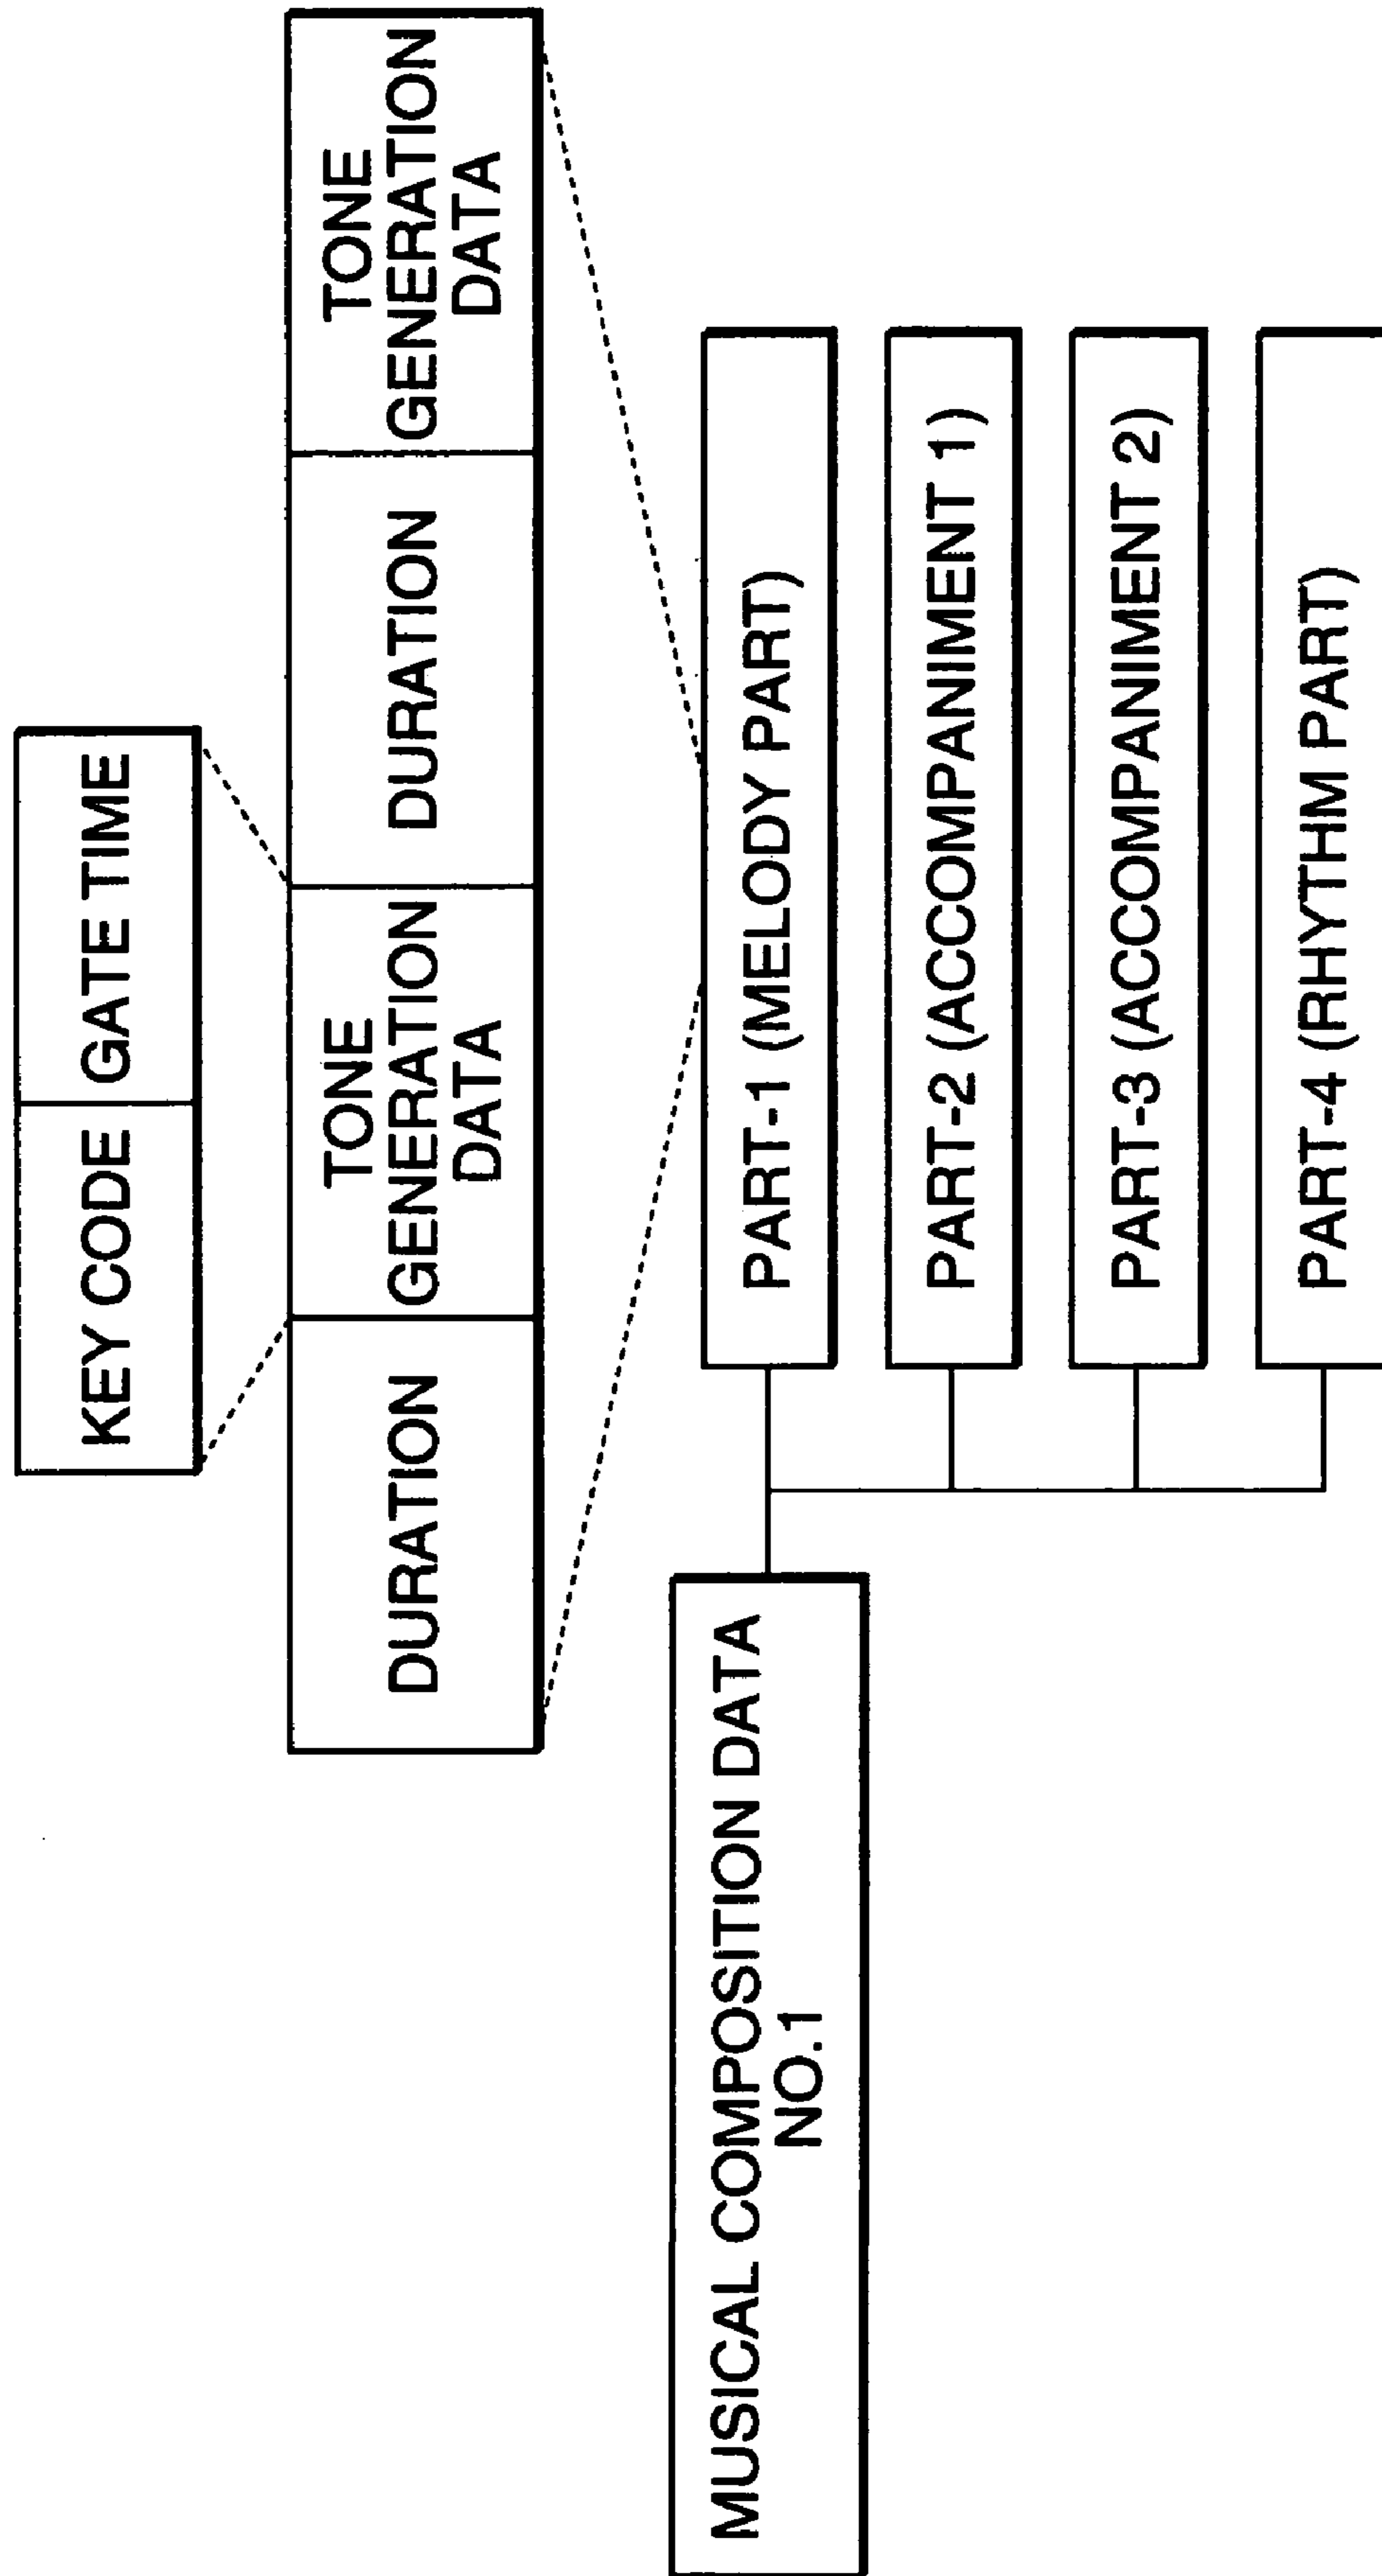 KEY CODE
GATE TIME
DURATION
TONE
GENERATION
DATA
DURATION
TONE
GENERATION
DATA
MUSICAL COMPOSITION DATA
NO.1
PART-1 (MELODY PART)
PART-2 (ACCOMPANIMENT 1)
PART-3 (ACCOMPANIMENT 2)
PART-4 (RHYTHM PART)